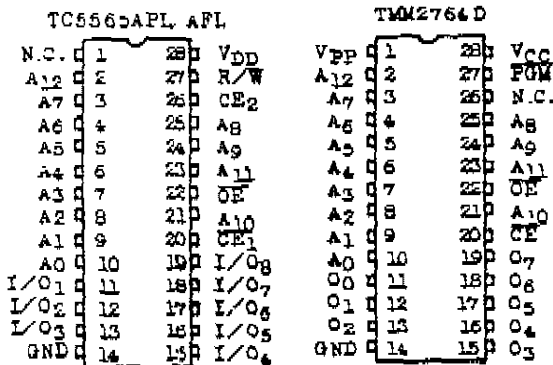 TC5565APL AFL
N.C. 1 28 VDD
A12 2 27 R/W
A7 3 26 CE2
A6 4 25 A8
A5 5 24 A9
A4 6 23 A11
A3 7 22 OE
A2 8 21 A10
A1 9 20 CE1
A0 10 19 I/O8
I/O1 11 18 I/O7
I/O2 12 17 I/O6
I/O3 13 16 I/O5
GND 14 15 I/O4
TMM2764D
VPP 1 28 VCC
A12 2 27 PGM
A7 3 26 N.C.
A6 4 25 A8
A5 5 24 A9
A4 6 23 A11
A3 7 22 OE
A2 8 21 A10
A1 9 20 CE
A0 10 19 O7
O0 11 18 O6
O1 12 17 O5
O2 13 16 O4
GND 14 15 O3